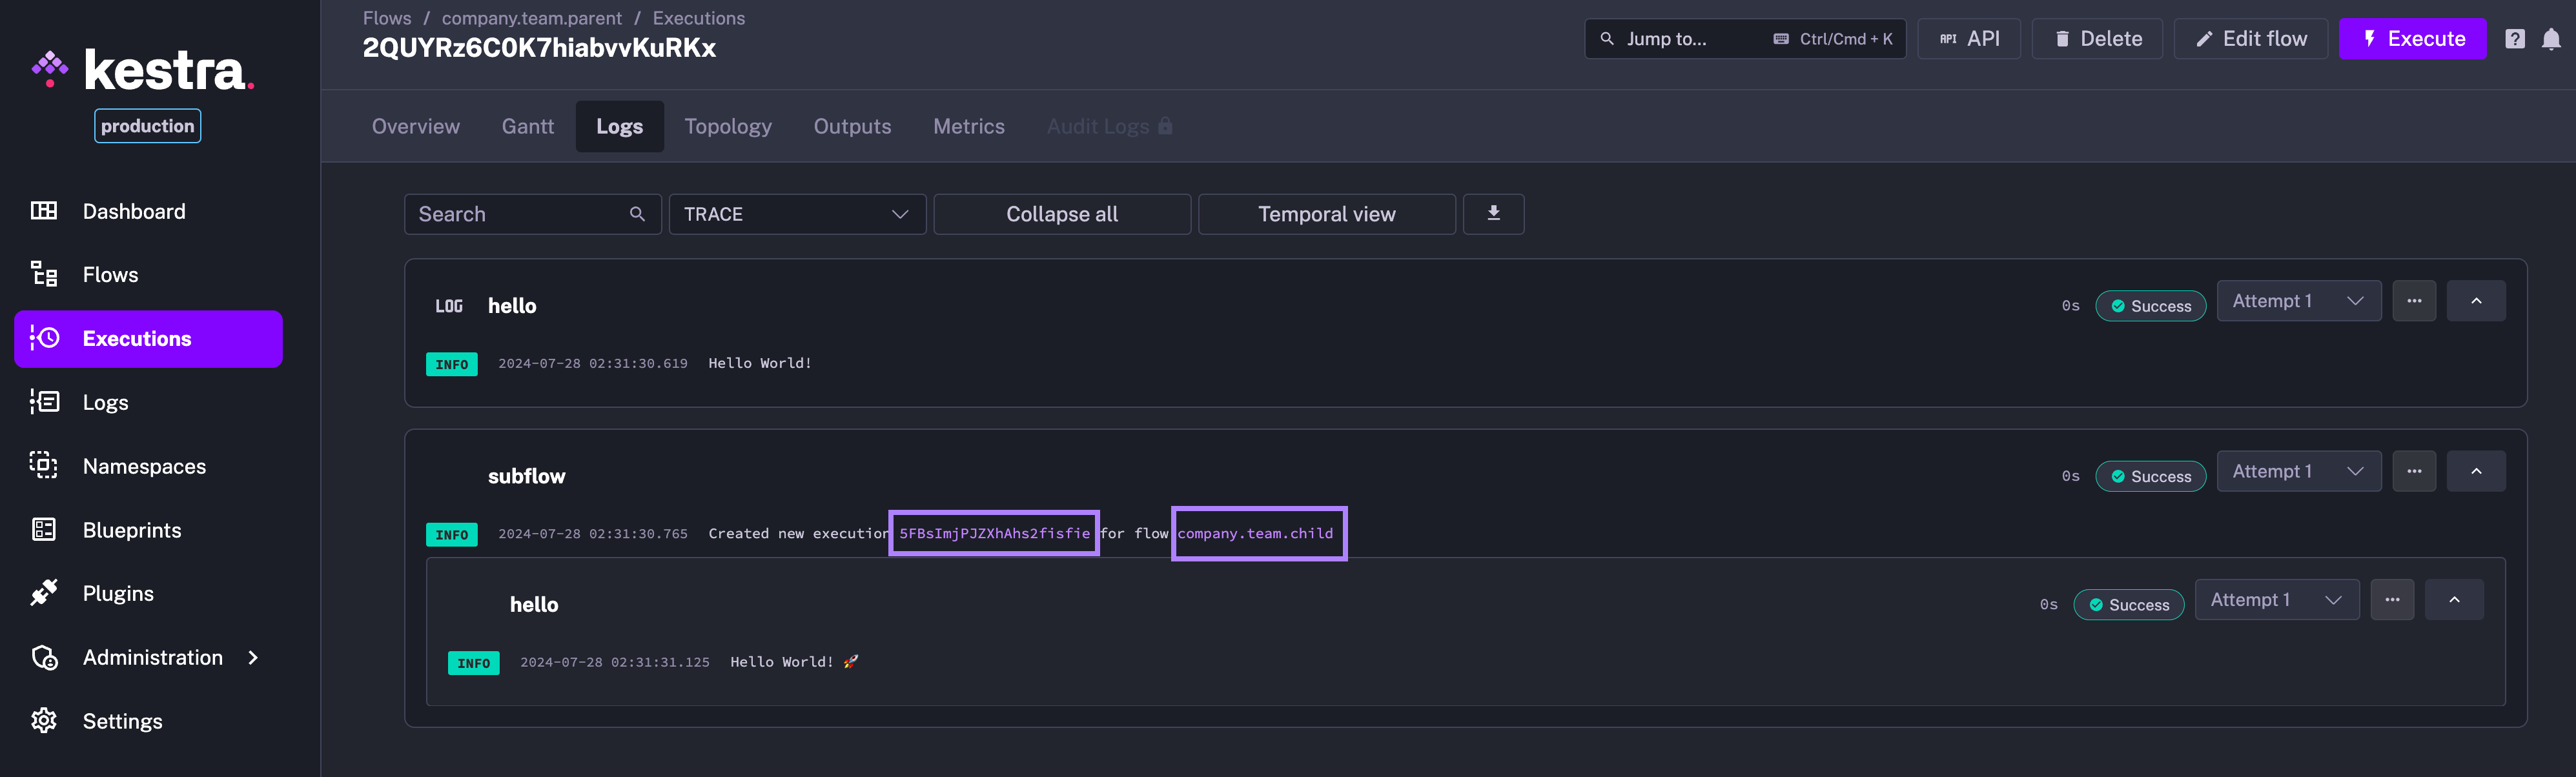 Flows / company.team.parent / Executions
2QUYRz6C0K7hiabvvKuRKx
Jump to... Ctrl/Cmd + K
API API
Delete
Edit flow
Execute
?
kestra.
production
Overview Gantt Logs Topology Outputs Metrics Audit Logs
Dashboard
Flows
Executions
Logs
Namespaces
Blueprints
Plugins
Administration
Settings
Search TRACE Collapse all Temporal view
LOG hello 0s Success Attempt 1
INFO 2024-07-28 02:31:30.619 Hello World!
subflow 0s Success Attempt 1
INFO 2024-07-28 02:31:30.765 Created new execution 5FBsImjPJZXhAhs2fisfie for flow company.team.child
hello 0s Success Attempt 1
INFO 2024-07-28 02:31:31.125 Hello World! 🚀